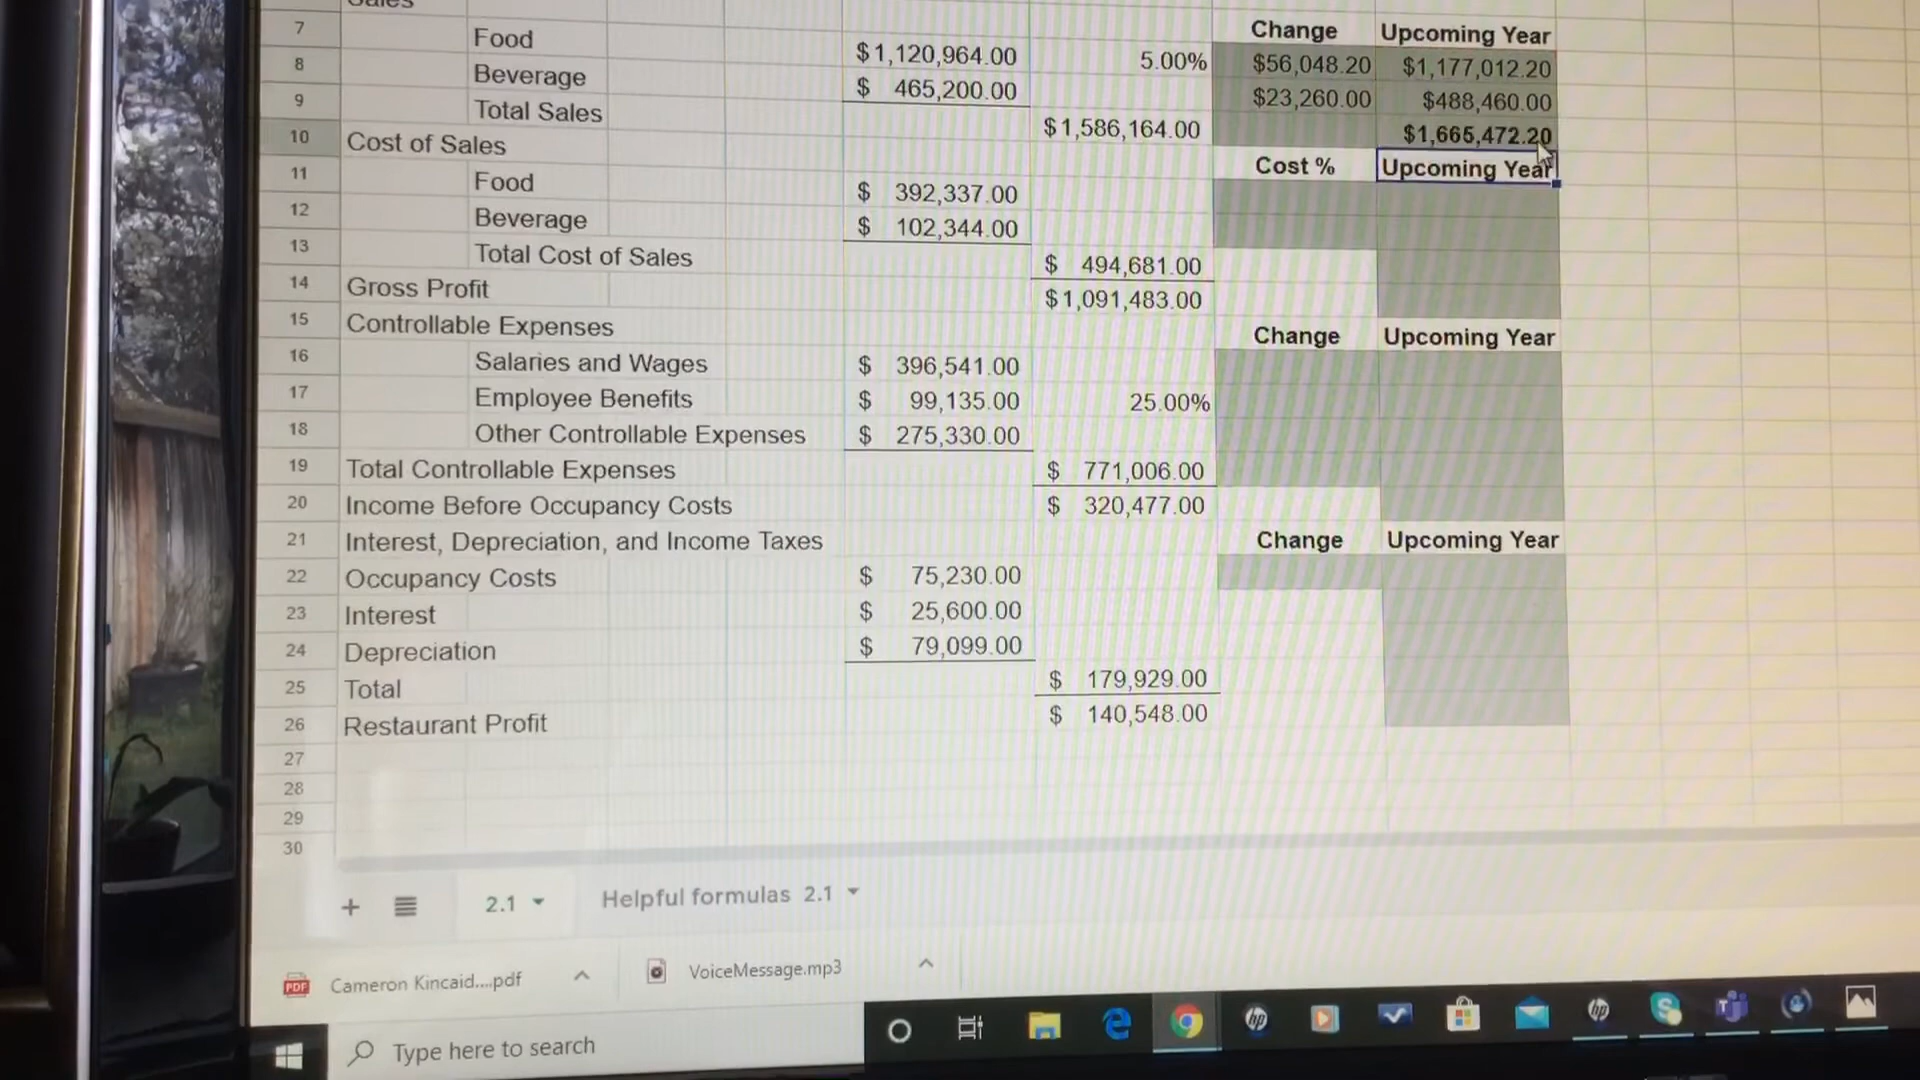 Sales
7 Change Upcoming Year
Food $1,120,964.00 5.00% $56,048.20 $1,177,012.20
8 Beverage $ 465,200.00 $23,260.00 $488,460.00
9 Total Sales $1,586,164.00 $1,665,472.20
10 Cost of Sales Cost % Upcoming Year
11 Food $ 392,337.00
12 Beverage $ 102,344.00
13 Total Cost of Sales $ 494,681.00
14 Gross Profit $1,091,483.00
15 Controllable Expenses Change Upcoming Year
16 Salaries and Wages $ 396,541.00
17 Employee Benefits $ 99,135.00 25.00%
18 Other Controllable Expenses $ 275,330.00
19 Total Controllable Expenses $ 771,006.00
20 Income Before Occupancy Costs $ 320,477.00
21 Interest, Depreciation, and Income Taxes Change Upcoming Year
22 Occupancy Costs $ 75,230.00
23 Interest $ 25,600.00
24 Depreciation $ 79,099.00
25 Total $ 179,929.00
26 Restaurant Profit $ 140,548.00
27
28
29
30
+ 2.1 Helpful formulas 2.1
PDF Cameron Kincaid....pdf VoiceMessage.mp3
Type here to search hp hp